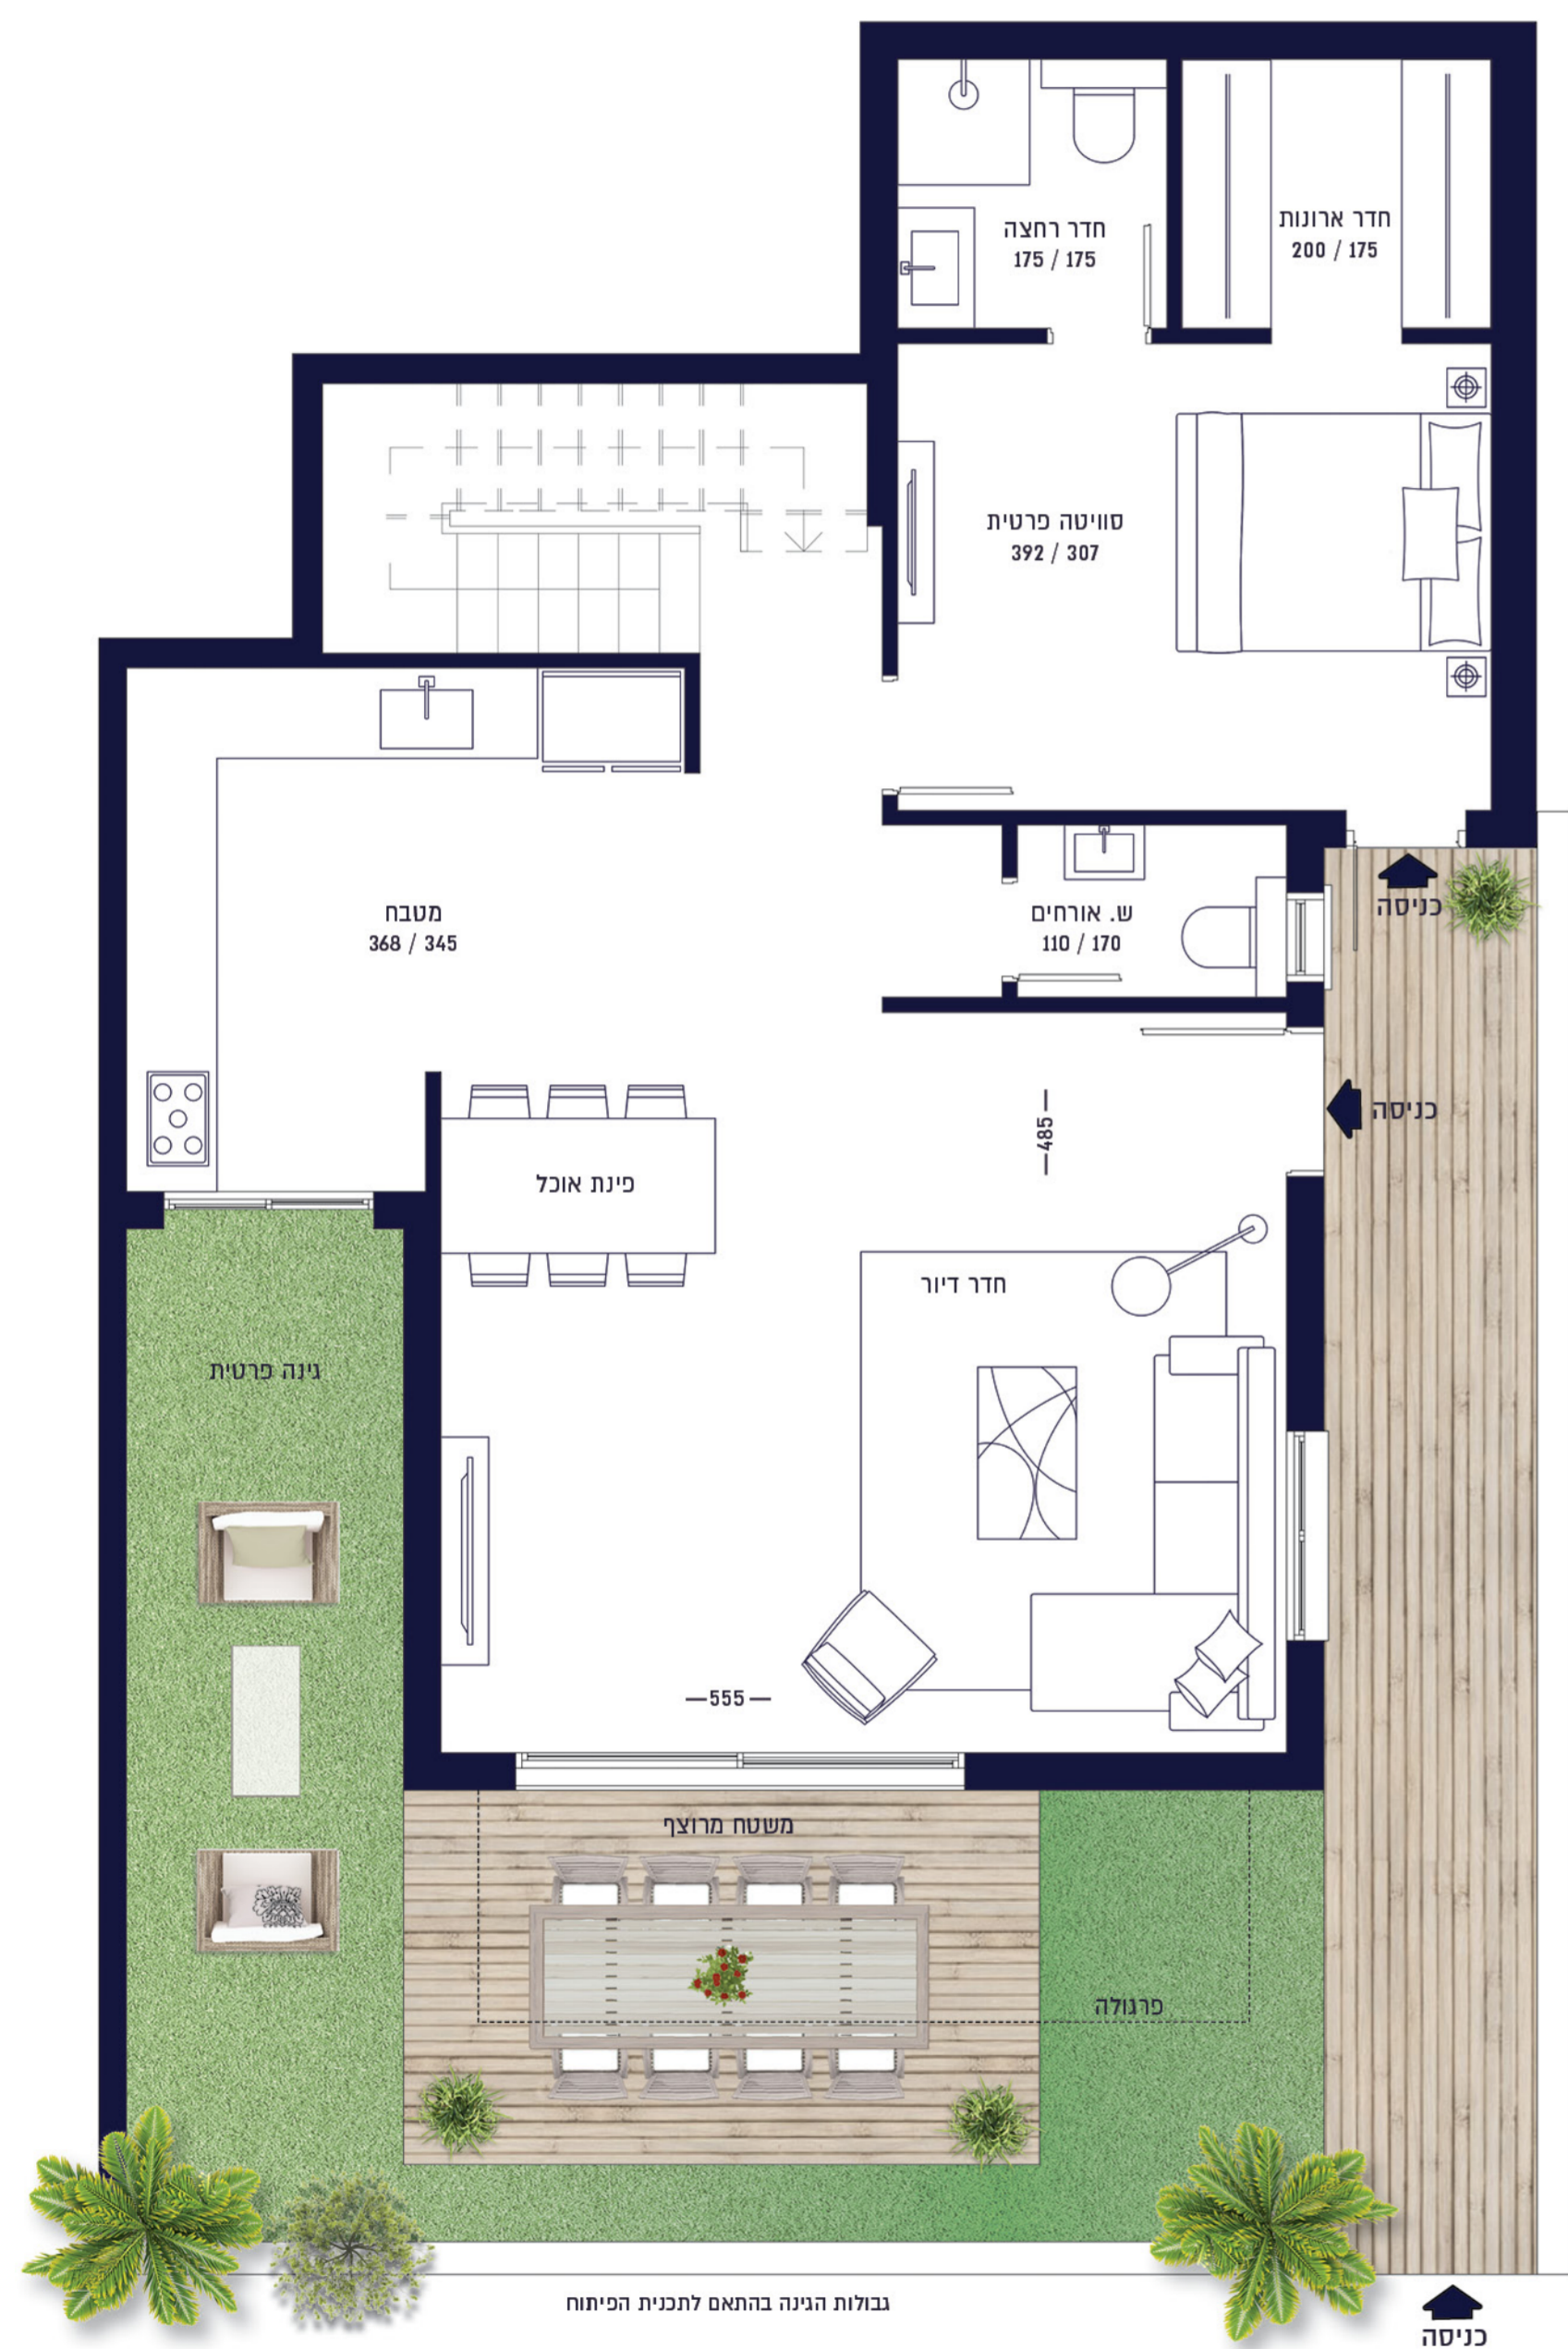 חדר רחצה
175 / 175
חדר ארונות
200 / 175
סוויטה פרטית
392 / 307
מטבח
368 / 345
ש. אורחים
110 / 170
כניסה
כניסה
485
פינת אוכל
חדר דיור
גינה פרטית
555
משטח מרוצף
פרגולה
גבולות הגינה בהתאם לתכנית הפיתוח
כניסה